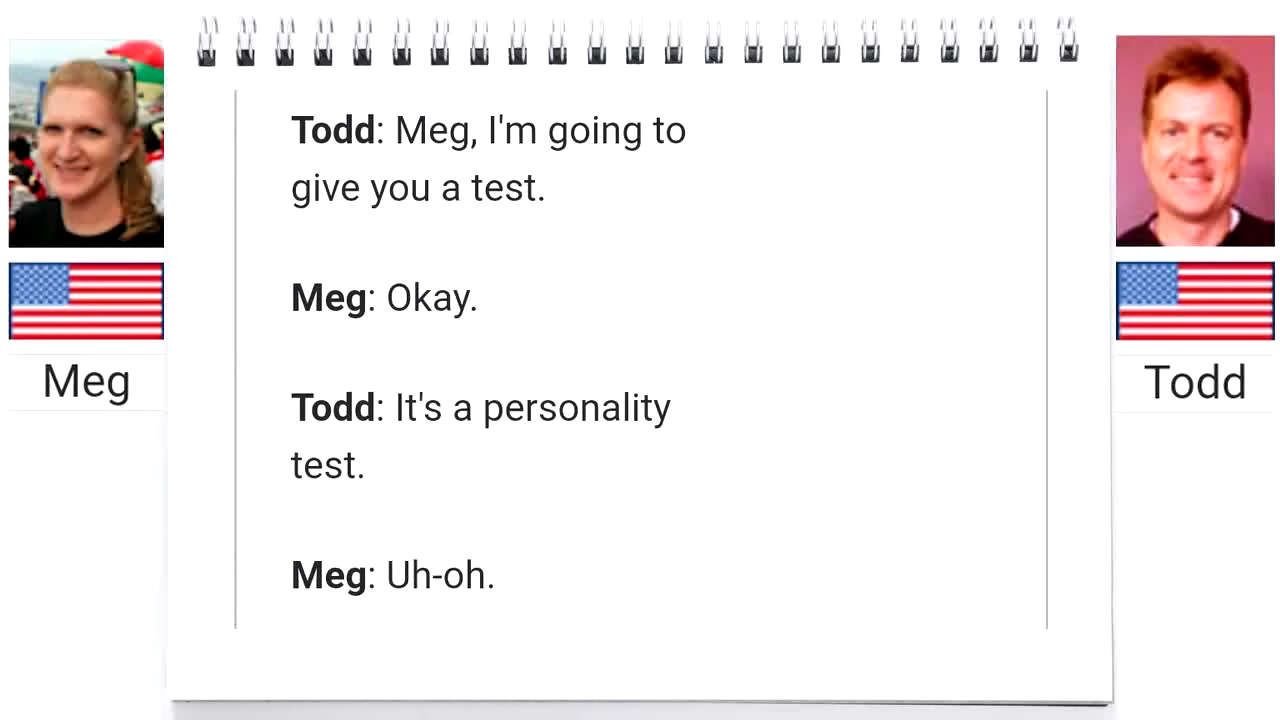 Todd: Meg, I'm going to
give you a test.
Meg: Okay.
Todd: It's a personality
test.
Meg: Uh-oh.
Meg
Todd